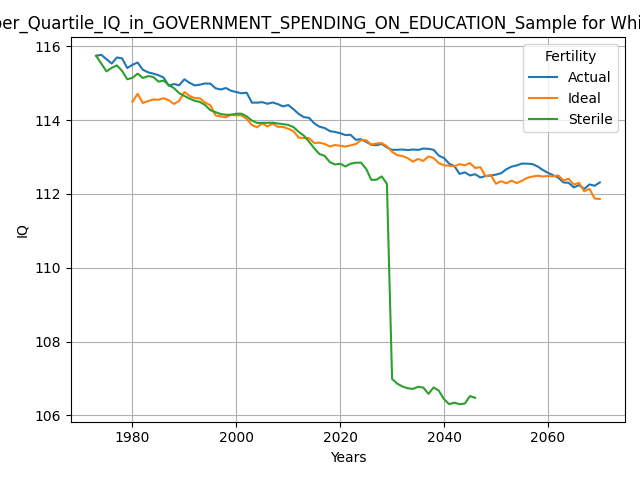 per_Quartile_IQ_in_GOVERNMENT_SPENDING_ON_EDUCATION_Sample for Whi
116
114
112
110
108
106
IQ
Fertility
Actual
Ideal
Sterile
1980
2000
2020
2040
2060
Years